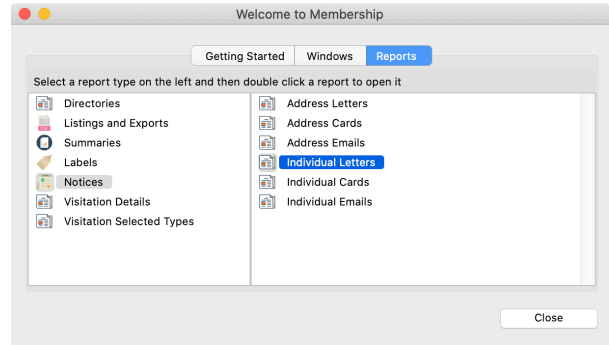 Welcome to Membership
Getting Started Windows Reports
Select a report type on the left and then double click a report to open it
Directories
Listings and Exports
Summaries
Labels
Notices
Visitation Details
Visitation Selected Types
Address Letters
Address Cards
Address Emails
Individual Letters
Individual Cards
Individual Emails
Close